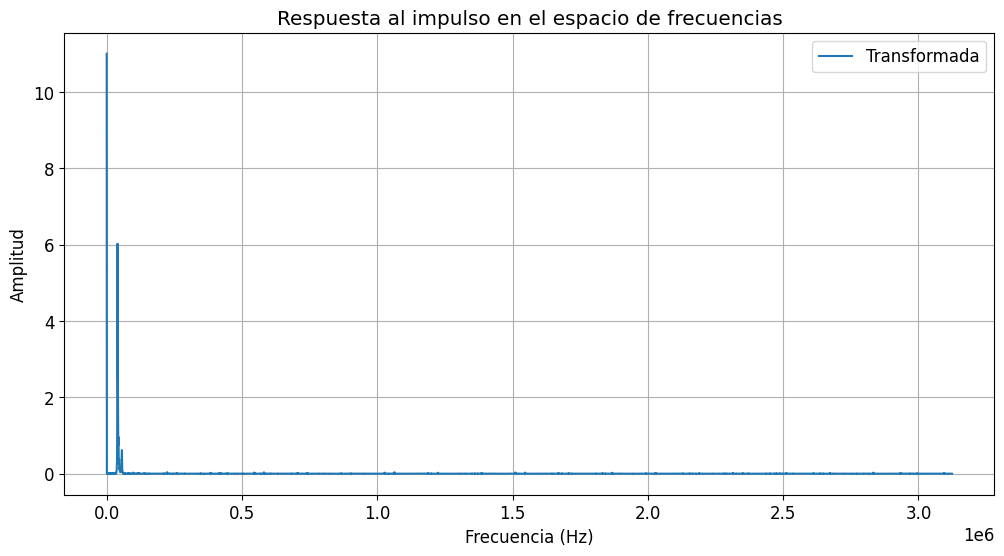 Respuesta al impulso en el espacio de frecuencias
Transformada
Amplitud
10
8
6
4
2
0
0.0 0.5 1.0 1.5 2.0 2.5 3.0
1e6
Frecuencia (Hz)